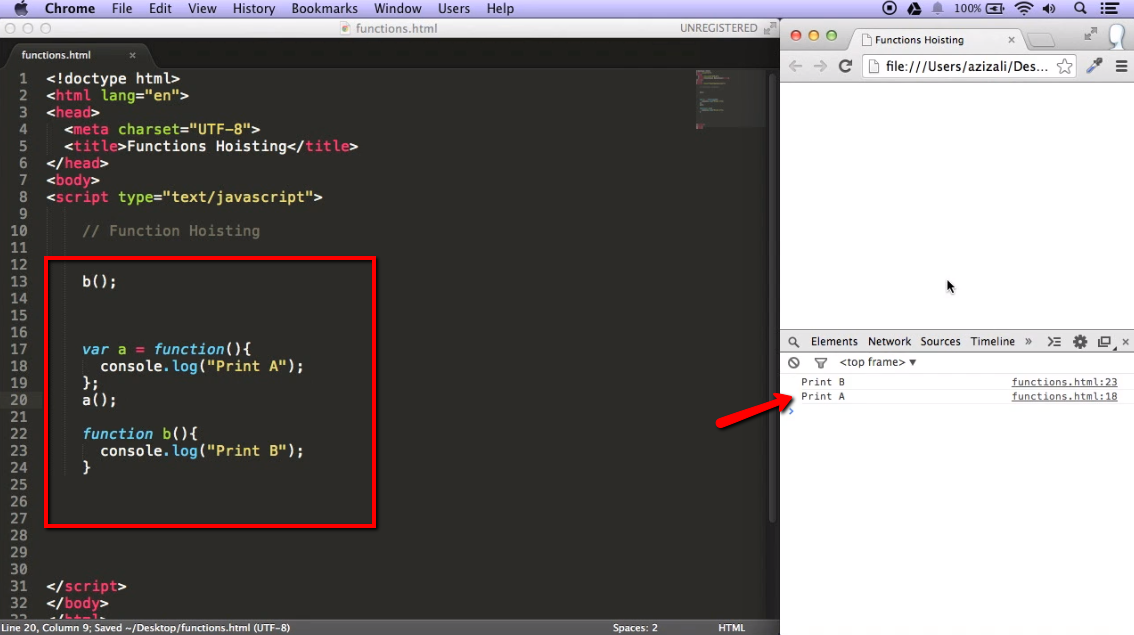 Chrome File Edit View History Bookmarks Window Users Help 100%
functions.html UNREGISTERED
functions.html ×
1 <!doctype html>
2 <html lang="en">
3 <head>
4 <meta charset="UTF-8">
5 <title>Functions Hoisting</title>
6 </head>
7 <body>
8 <script type="text/javascript">
9
10 // Function Hoisting
11
12
13 b();
14
15
16
17 var a = function(){
18 console.log("Print A");
19 };
20 a();
21
22 function b(){
23 console.log("Print B");
24 }
25
26
27
28
29
30
31 </script>
32 </body>
Line 20, Column 9; Saved ~/Desktop/functions.html (UTF-8) Spaces: 2 HTML
Functions Hoisting ×
file:///Users/azizali/Des...
Elements Network Sources Timeline » ×
<top frame> ▼
Print B functions.html:23
Print A functions.html:18
>